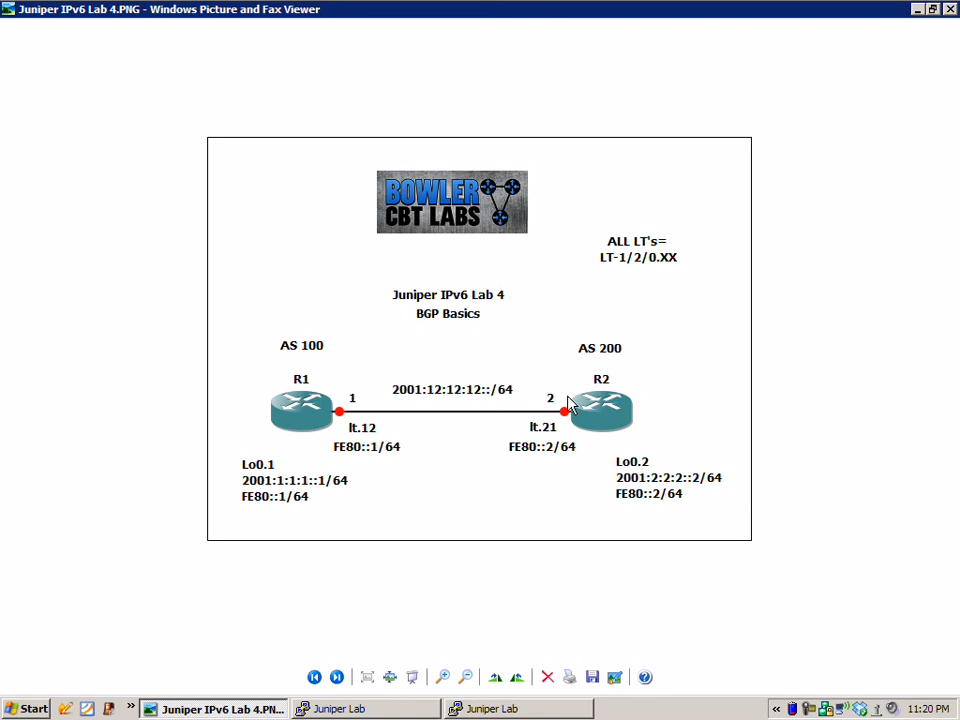 Juniper IPv6 Lab 4.PNG - Windows Picture and Fax Viewer
BOWLER
CBT LABS
ALL LT's=
LT-1/2/0.XX
Juniper IPv6 Lab 4
BGP Basics
AS 100
AS 200
R1
R2
2001:12:12:12::/64
1
2
lt.12
lt.21
FE80::1/64
FE80::2/64
Lo0.1
2001:1:1:1::1/64
FE80::1/64
Lo0.2
2001:2:2:2::2/64
FE80::2/64
Start
Juniper IPv6 Lab 4.PN...
Juniper Lab
Juniper Lab
11:20 PM